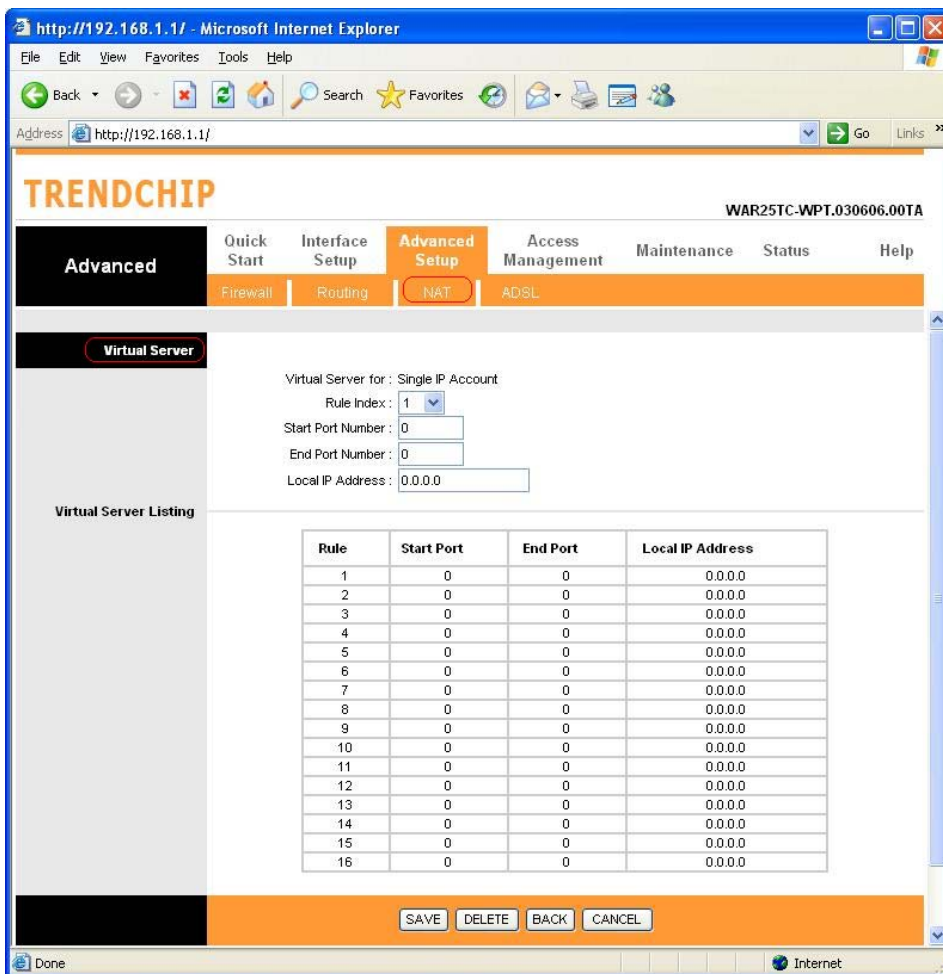 http://192.168.1.1/ - Microsoft Internet Explorer
File Edit View Favorites Tools Help
Back Search Favorites
Address http://192.168.1.1/ Go Links »
TRENDCHIP
WAR25TC-WPT.030606.00TA
Advanced
Quick Start
Interface Setup
Advanced Setup
Access Management
Maintenance
Status
Help
Firewall Routing NAT ADSL
Virtual Server
Virtual Server for : Single IP Account
Rule Index : 1
Start Port Number : 0
End Port Number : 0
Local IP Address : 0.0.0.0
Virtual Server Listing
Rule Start Port End Port Local IP Address
1 0 0 0.0.0.0
2 0 0 0.0.0.0
3 0 0 0.0.0.0
4 0 0 0.0.0.0
5 0 0 0.0.0.0
6 0 0 0.0.0.0
7 0 0 0.0.0.0
8 0 0 0.0.0.0
9 0 0 0.0.0.0
10 0 0 0.0.0.0
11 0 0 0.0.0.0
12 0 0 0.0.0.0
13 0 0 0.0.0.0
14 0 0 0.0.0.0
15 0 0 0.0.0.0
16 0 0 0.0.0.0
SAVE DELETE BACK CANCEL
Done Internet